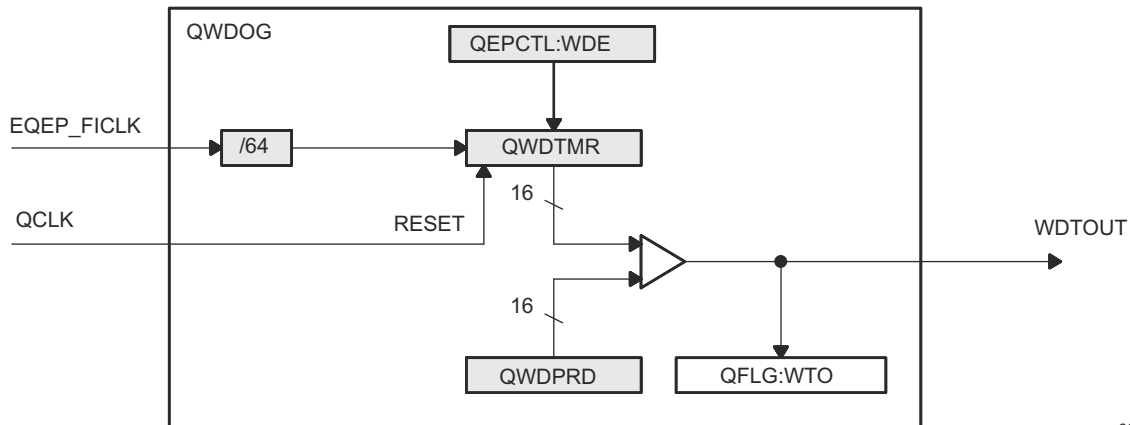 QWDOG
QEPCTL:WDE
EQEP_FICLK
/64
QWDTMR
16
QCLK
RESET
WDTOUT
16
QWDPRD
QFLG:WTO